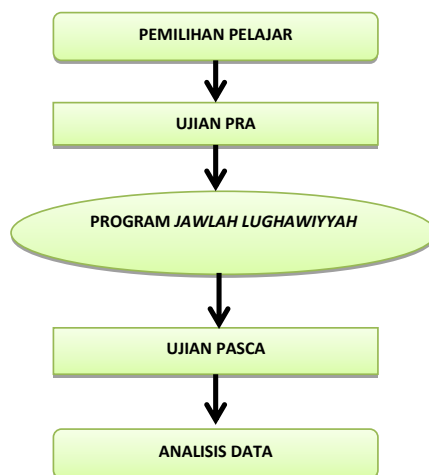 PEMILIHAN PELAJAR
UJIAN PRA
PROGRAM JAWLAH LUGHAWIYYAH
UJIAN PASCA
ANALISIS DATA